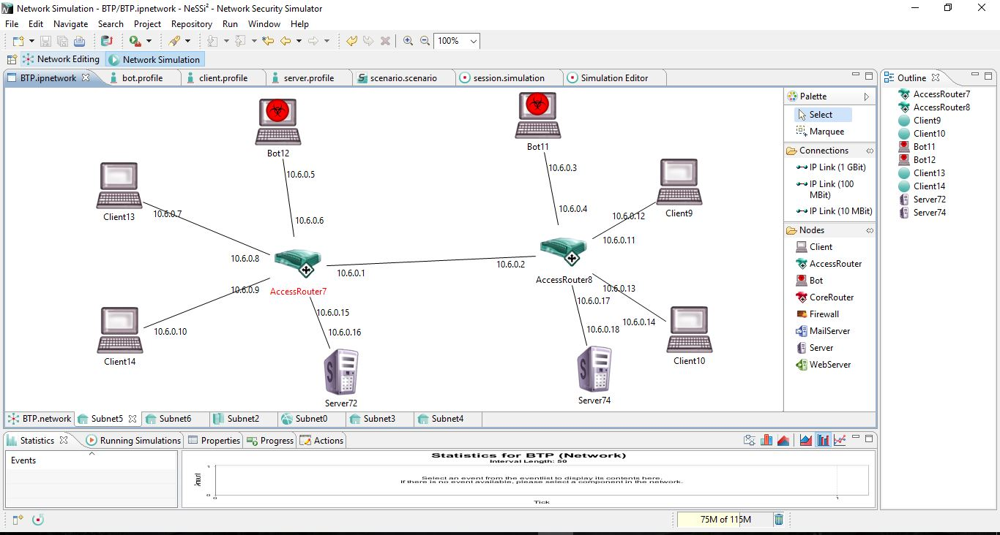 Network Simulation - BTP/BTP.ipnetwork - NeSSi² - Network Security Simulator
File Edit Navigate Search Project Repository Run Window Help
100%
Network Editing Network Simulation
BTP.ipnetwork bot.profile client.profile server.profile scenario.scenario session.simulation Simulation Editor
Bot12
10.6.0.5
10.6.0.6
Bot11
10.6.0.3
10.6.0.4
Client13
10.6.0.7
10.6.0.8
Client9
10.6.0.12
10.6.0.11
10.6.0.1
10.6.0.2
AccessRouter7
AccessRouter8
10.6.0.9
10.6.0.10
Client14
10.6.0.15
10.6.0.16
Server72
10.6.0.17
10.6.0.18
Server74
10.6.0.13
10.6.0.14
Client10
Palette
Select
Marquee
Connections
IP Link (1 GBit)
IP Link (100
MBit)
IP Link (10 MBit)
Nodes
Client
AccessRouter
Bot
CoreRouter
Firewall
MailServer
Server
WebServer
Outline
AccessRouter7
AccessRouter8
Client9
Client10
Bot11
Bot12
Client13
Client14
Server72
Server74
BTP.network Subnet5 Subnet6 Subnet2 Subnet0 Subnet3 Subnet4
Statistics Running Simulations Properties Progress Actions
Events
Statistics for BTP (Network)
Interval Length: 50
Amount
1
0
Select an event from the eventlist to display its contents here.
If there is no event available, please select a component in the network.
0 1
Tick
75M of 115M